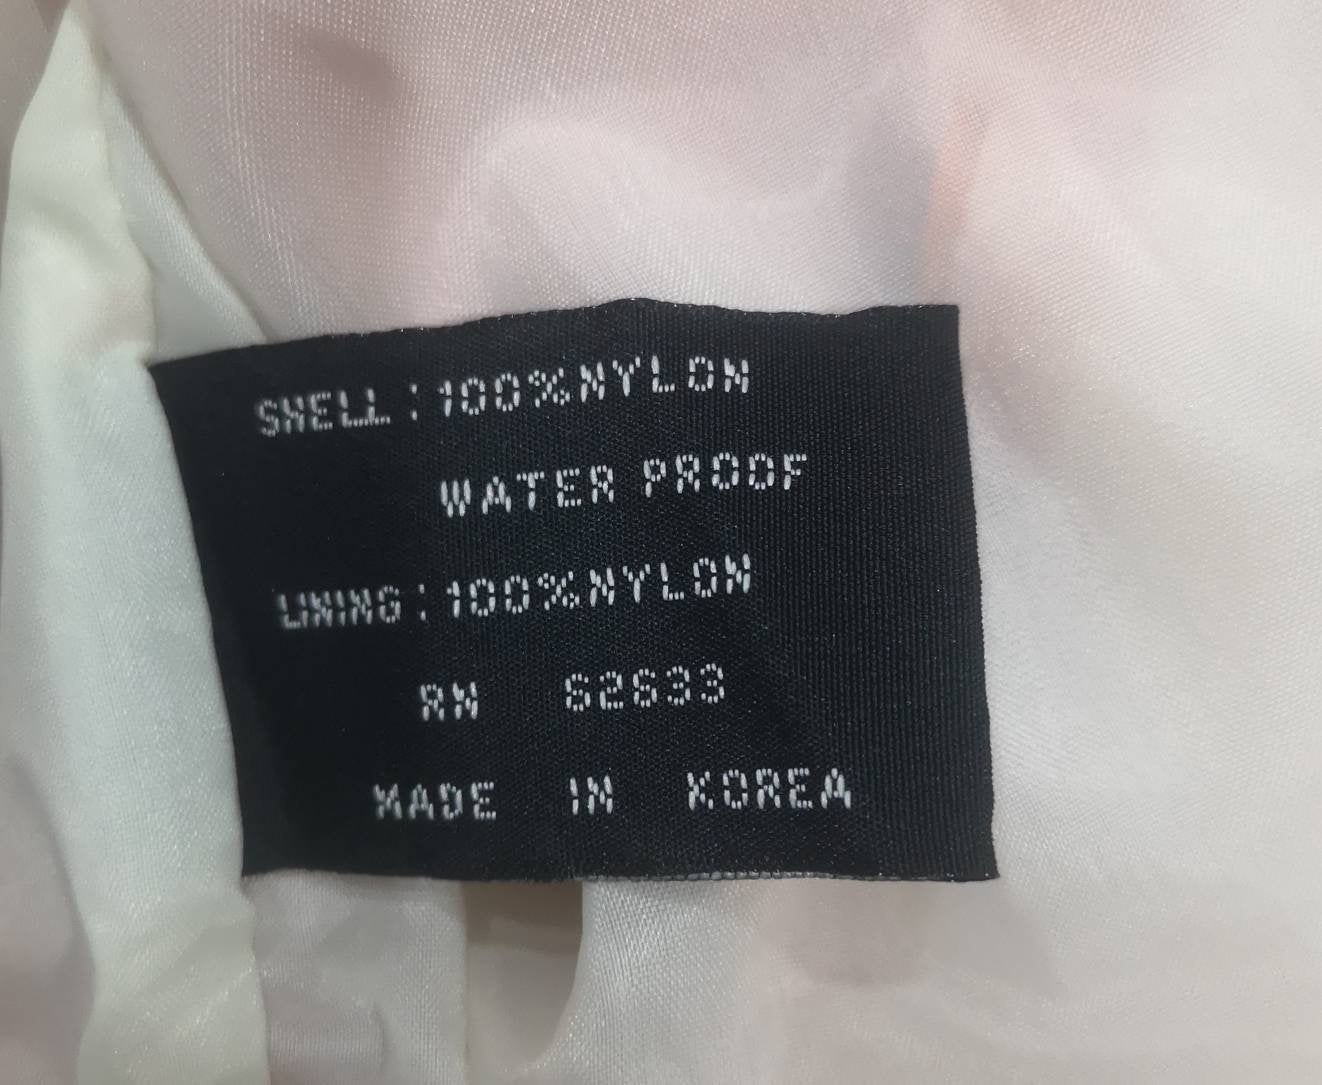 SHELL:100%NYLON
WATER PROOF
LINING:100%NYLON
RN 62633
MADE IN KOREA